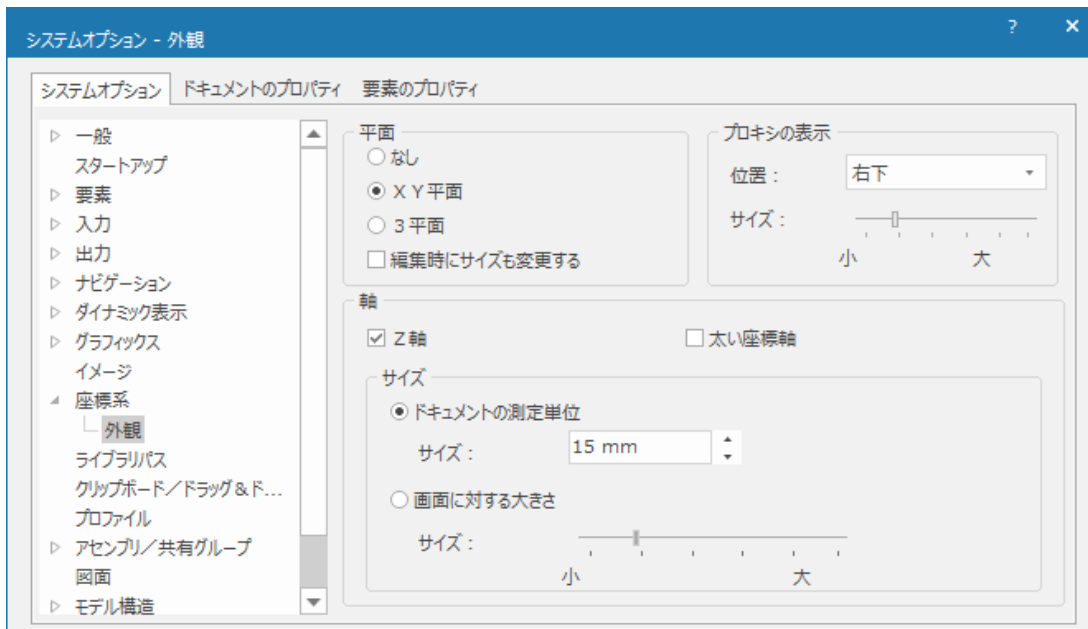 システムオプション - 外観
? ×
システムオプション ドキュメントのプロパティ 要素のプロパティ
一般
スタートアップ
要素
入力
出力
ナビゲーション
ダイナミック表示
グラフィックス
イメージ
座標系
外観
ライブラリパス
クリップボード／ドラッグ＆ド...
プロファイル
アセンブリ／共有グループ
図面
モデル構造
平面
なし
ＸＹ平面
３平面
編集時にサイズも変更する
プロキシの表示
位置： 右下
サイズ：
小 大
軸
Ｚ軸 太い座標軸
サイズ
ドキュメントの測定単位
サイズ： 15 mm
画面に対する大きさ
サイズ：
小 大